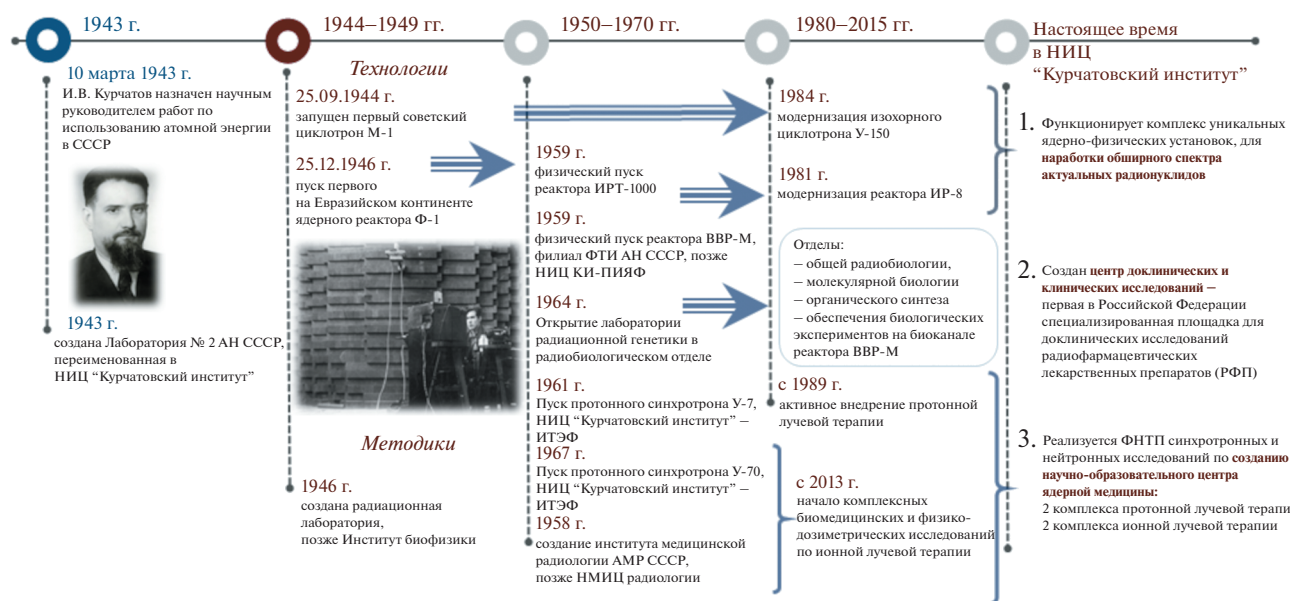 1943 г.
10 марта 1943 г.
И.В. Курчатов назначен научным
руководителем работ по
использованию атомной энергии
в СССР
1943 г.
создана Лаборатория № 2 АН СССР,
переименованная в
НИЦ “Курчатовский институт”
1944–1949 гг.
Технологии
25.09.1944 г.
запущен первый советский
циклотрон М-1
25.12.1946 г.
пуск первого
на Евразийском континенте
ядерного реактора Ф-1
Методики
1946 г.
создана радиационная
лаборатория,
позже Институт биофизики
1950–1970 гг.
1959 г.
физический пуск
реактора ИРТ-1000
1959 г.
физический пуск реактора ВВР-М,
филиал ФТИ АН СССР, позже
НИЦ КИ-ПИЯФ
1964 г.
Открытие лаборатории
радиационной генетики в
радиобиологическом отделе
1961 г.
Пуск протонного синхротрона У-7,
НИЦ “Курчатовский институт” –
ИТЭФ
1967 г.
Пуск протонного синхротрона У-70,
НИЦ “Курчатовский институт” –
ИТЭФ
1958 г.
создание института медицинской
радиологии АМР СССР,
позже НМИЦ радиологии
1980–2015 гг.
1984 г.
модернизация изохорного
циклотрона У-150
1981 г.
модернизация реактора ИР-8
Отделы:
– общей радиобиологии,
– молекулярной биологии
– органического синтеза
– обеспечения биологических
экспериментов на биоканале
реактора ВВР-М
с 1989 г.
активное внедрение протонной
лучевой терапии
с 2013 г.
начало комплексных
биомедицинских и физико-
дозиметрических исследований
по ионной лучевой терапии
Настоящее время
в НИЦ
“Курчатовский институт”
1. Функционирует комплекс уникальных
ядерно-физических установок, для
наработки обширного спектра
актуальных радионуклидов
2. Создан центр доклинических и
клинических исследований –
первая в Российской Федерации
специализированная площадка для
доклинических исследований
радиофармацевтических
лекарственных препаратов (РФП)
3. Реализуется ФНТП синхротронных и
нейтронных исследований по созданию
научно-образовательного центра
ядерной медицины:
2 комплекса протонной лучевой терапи
2 комплекса ионной лучевой терапии